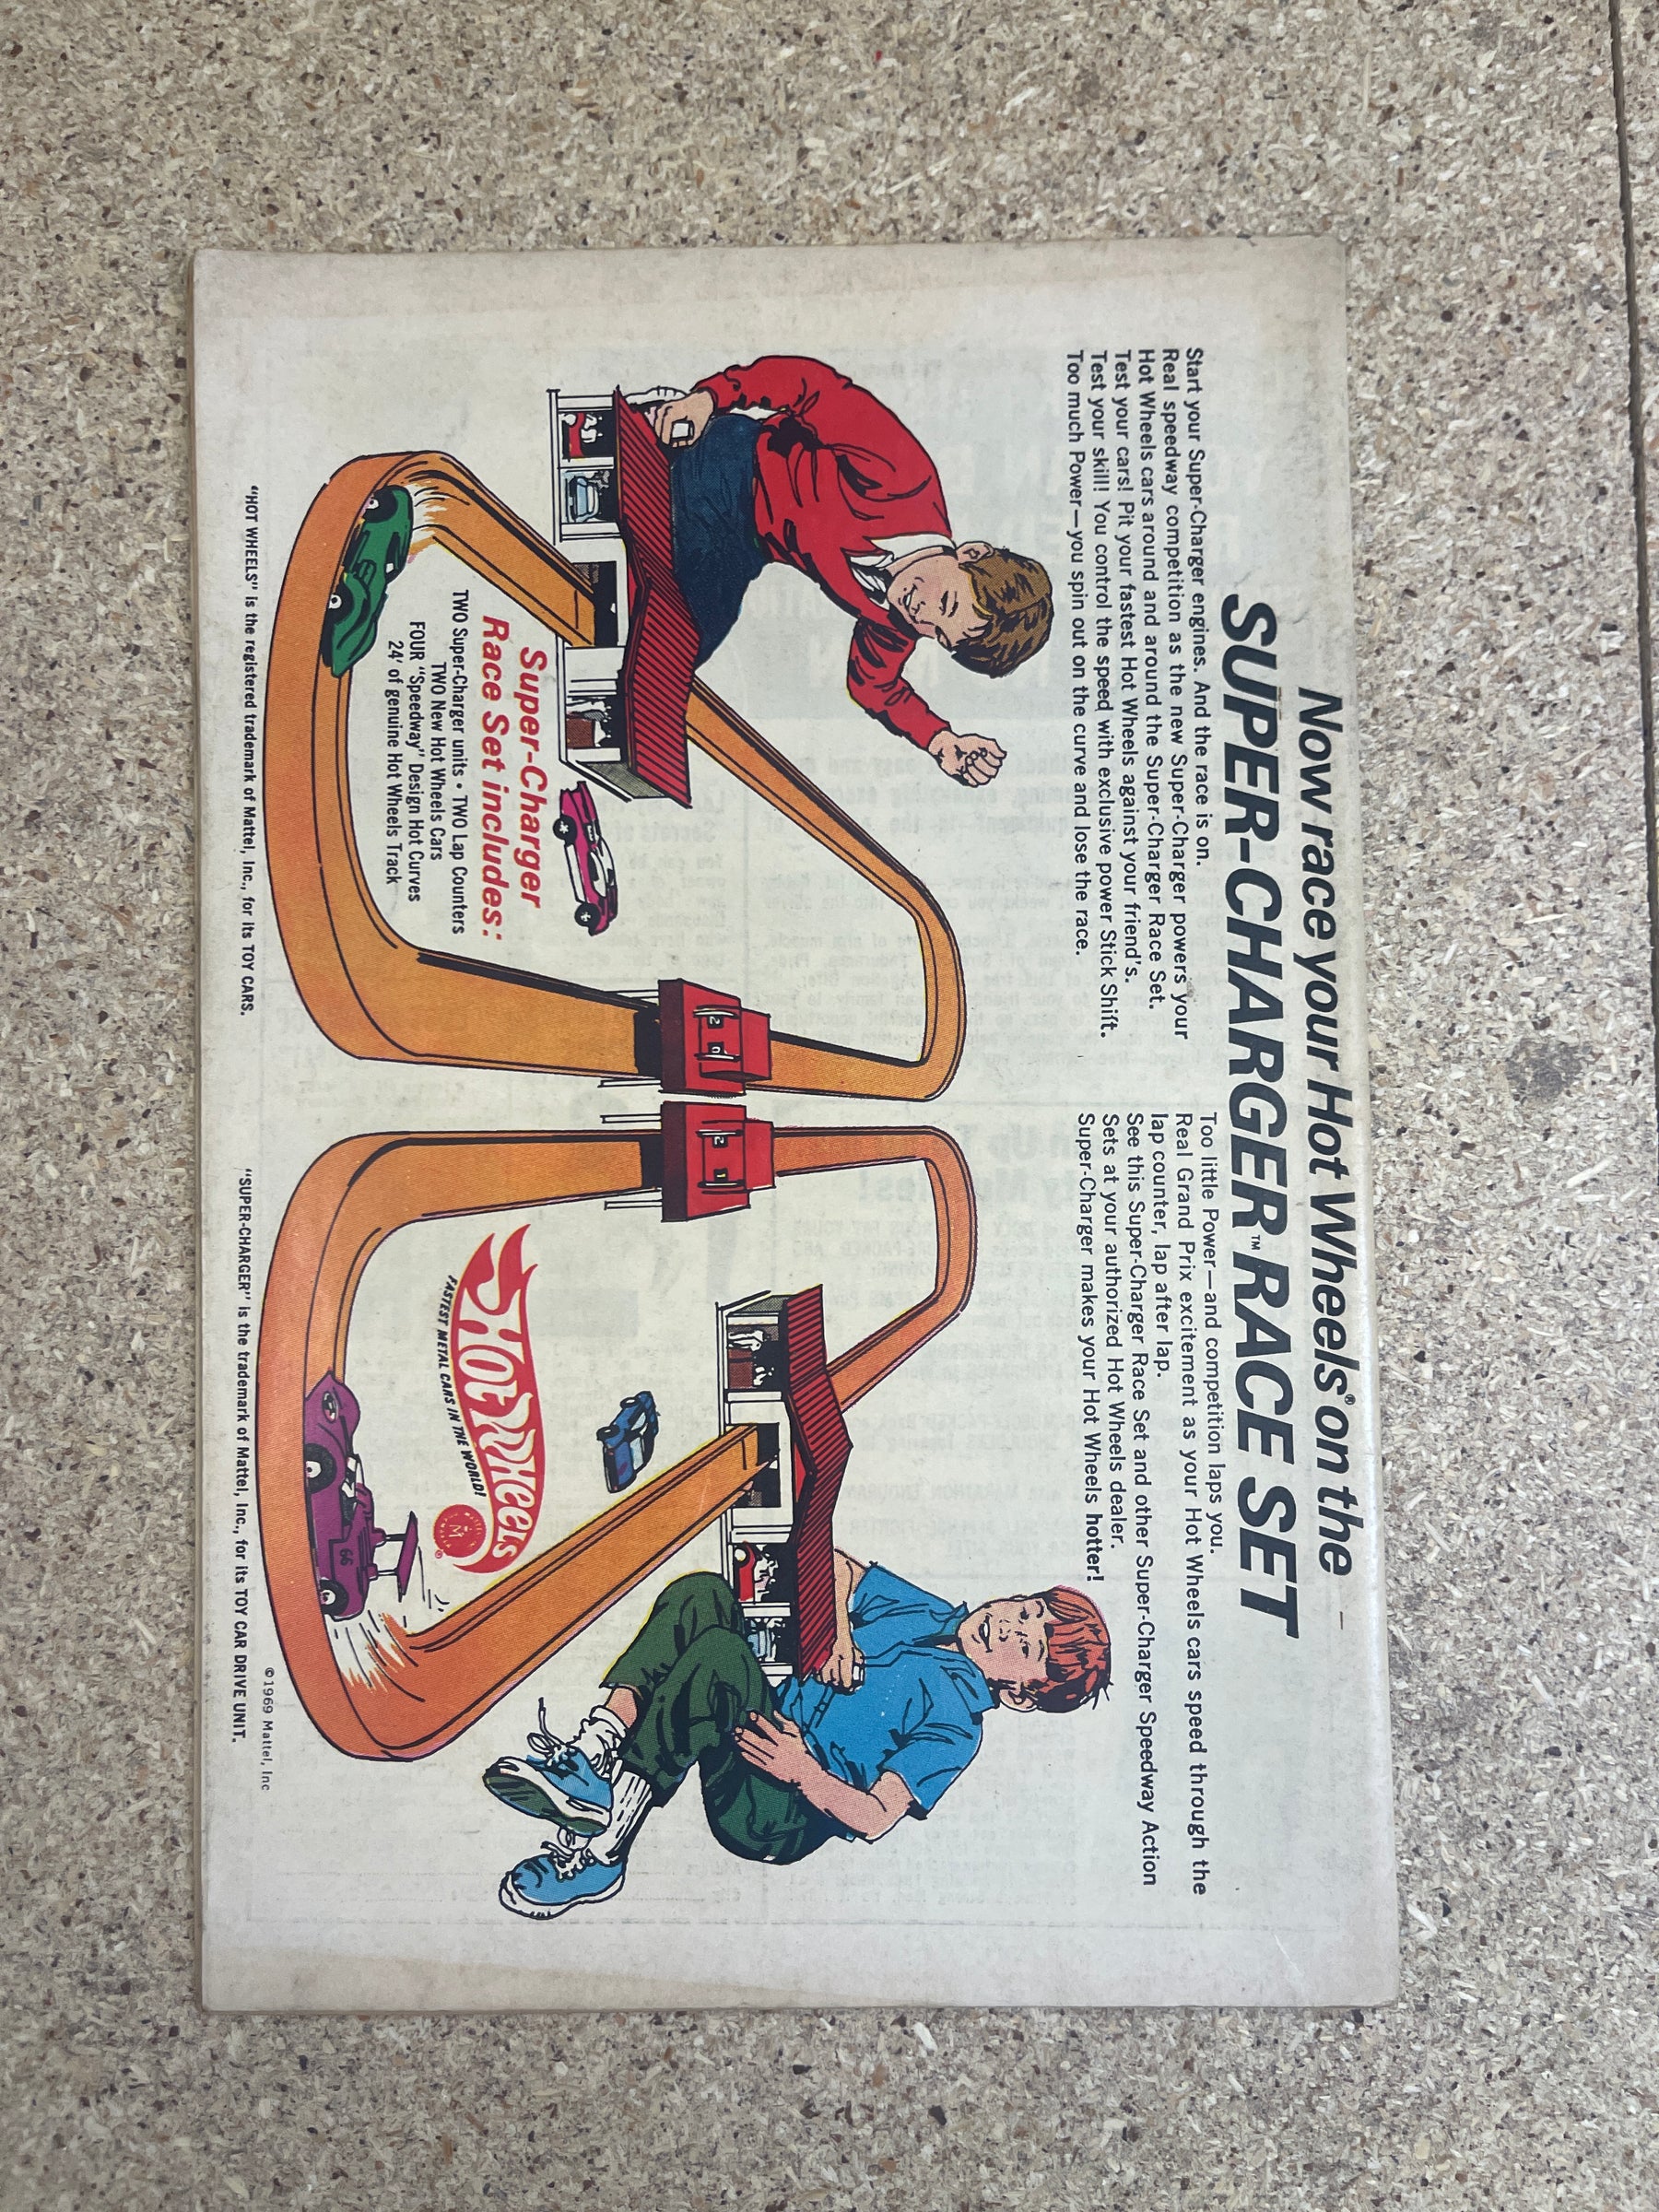 Now race your Hot Wheels® on the
SUPER-CHARGER™ RACE SET
Start your Super-Charger engines. And the race is on.
Real speedway competition as the new Super-Charger powers your
Hot Wheels cars around and around the Super-Charger Race Set.
Test your cars! Pit your fastest Hot Wheels against your friend's.
Test your skill! You control the speed with exclusive power Stick Shift.
Too much Power—you spin out on the curve and lose the race.
Too little Power—and competition laps you.
Real Grand Prix excitement as your Hot Wheels cars speed through the
lap counter, lap after lap.
See this Super-Charger Race Set and other Super-Charger Speedway Action
Sets at your authorized Hot Wheels dealer.
Super-Charger makes your Hot Wheels hotter!
2 0
2 1
Super-Charger
Race Set includes:
TWO Super-Charger units • TWO Lap Counters
TWO New Hot Wheels Cars
FOUR "Speedway" Design Hot Curves
24' of genuine Hot Wheels Track
Hot Wheels
FASTEST METAL CARS IN THE WORLD!
M
®
66
©1969 Mattel, Inc
"HOT WHEELS" is the registered trademark of Mattel, Inc., for its TOY CARS.
"SUPER-CHARGER" is the trademark of Mattel, Inc., for its TOY CAR DRIVE UNIT.